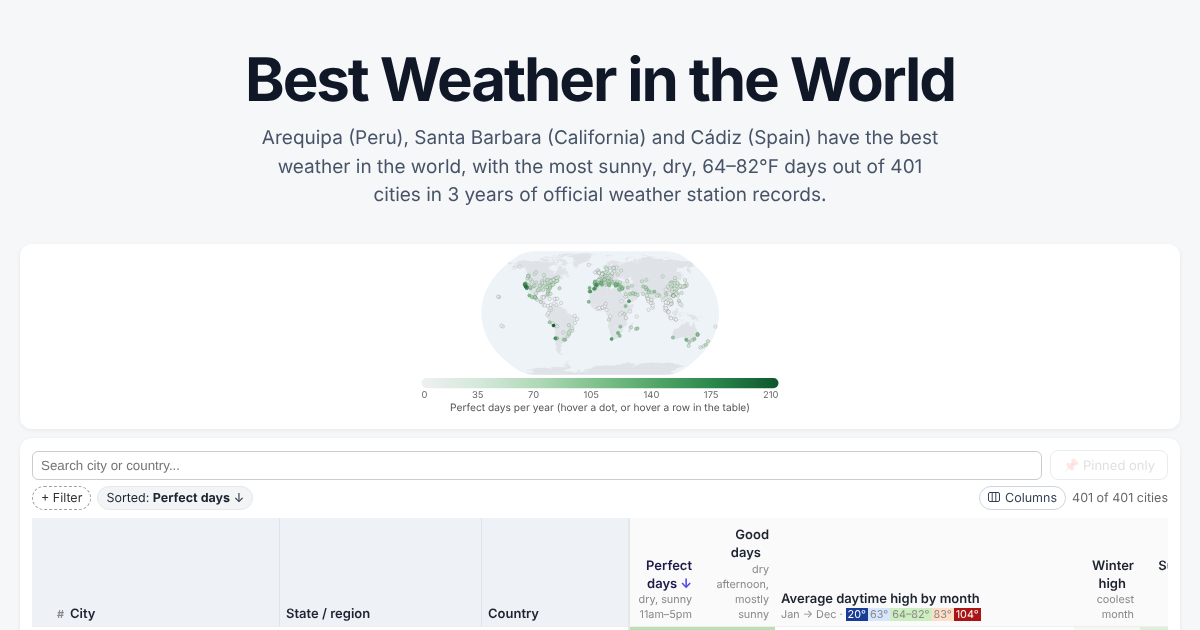 Best Weather in the World
Arequipa (Peru), Santa Barbara (California) and Cádiz (Spain) have the best
weather in the world, with the most sunny, dry, 64–82°F days out of 401
cities in 3 years of official weather station records.
0 35 70 105 140 175 210
Perfect days per year (hover a dot, or hover a row in the table)
Search city or country...
📌 Pinned only
+ Filter
Sorted: Perfect days ↓
Columns
401 of 401 cities
# City
State / region
Country
Perfect
days ↓
dry, sunny
11am–5pm
Good
days
dry
afternoon,
mostly
sunny
Average daytime high by month
Jan → Dec · 20° 63° 64–82° 83° 104°
Winter
high
coolest
month